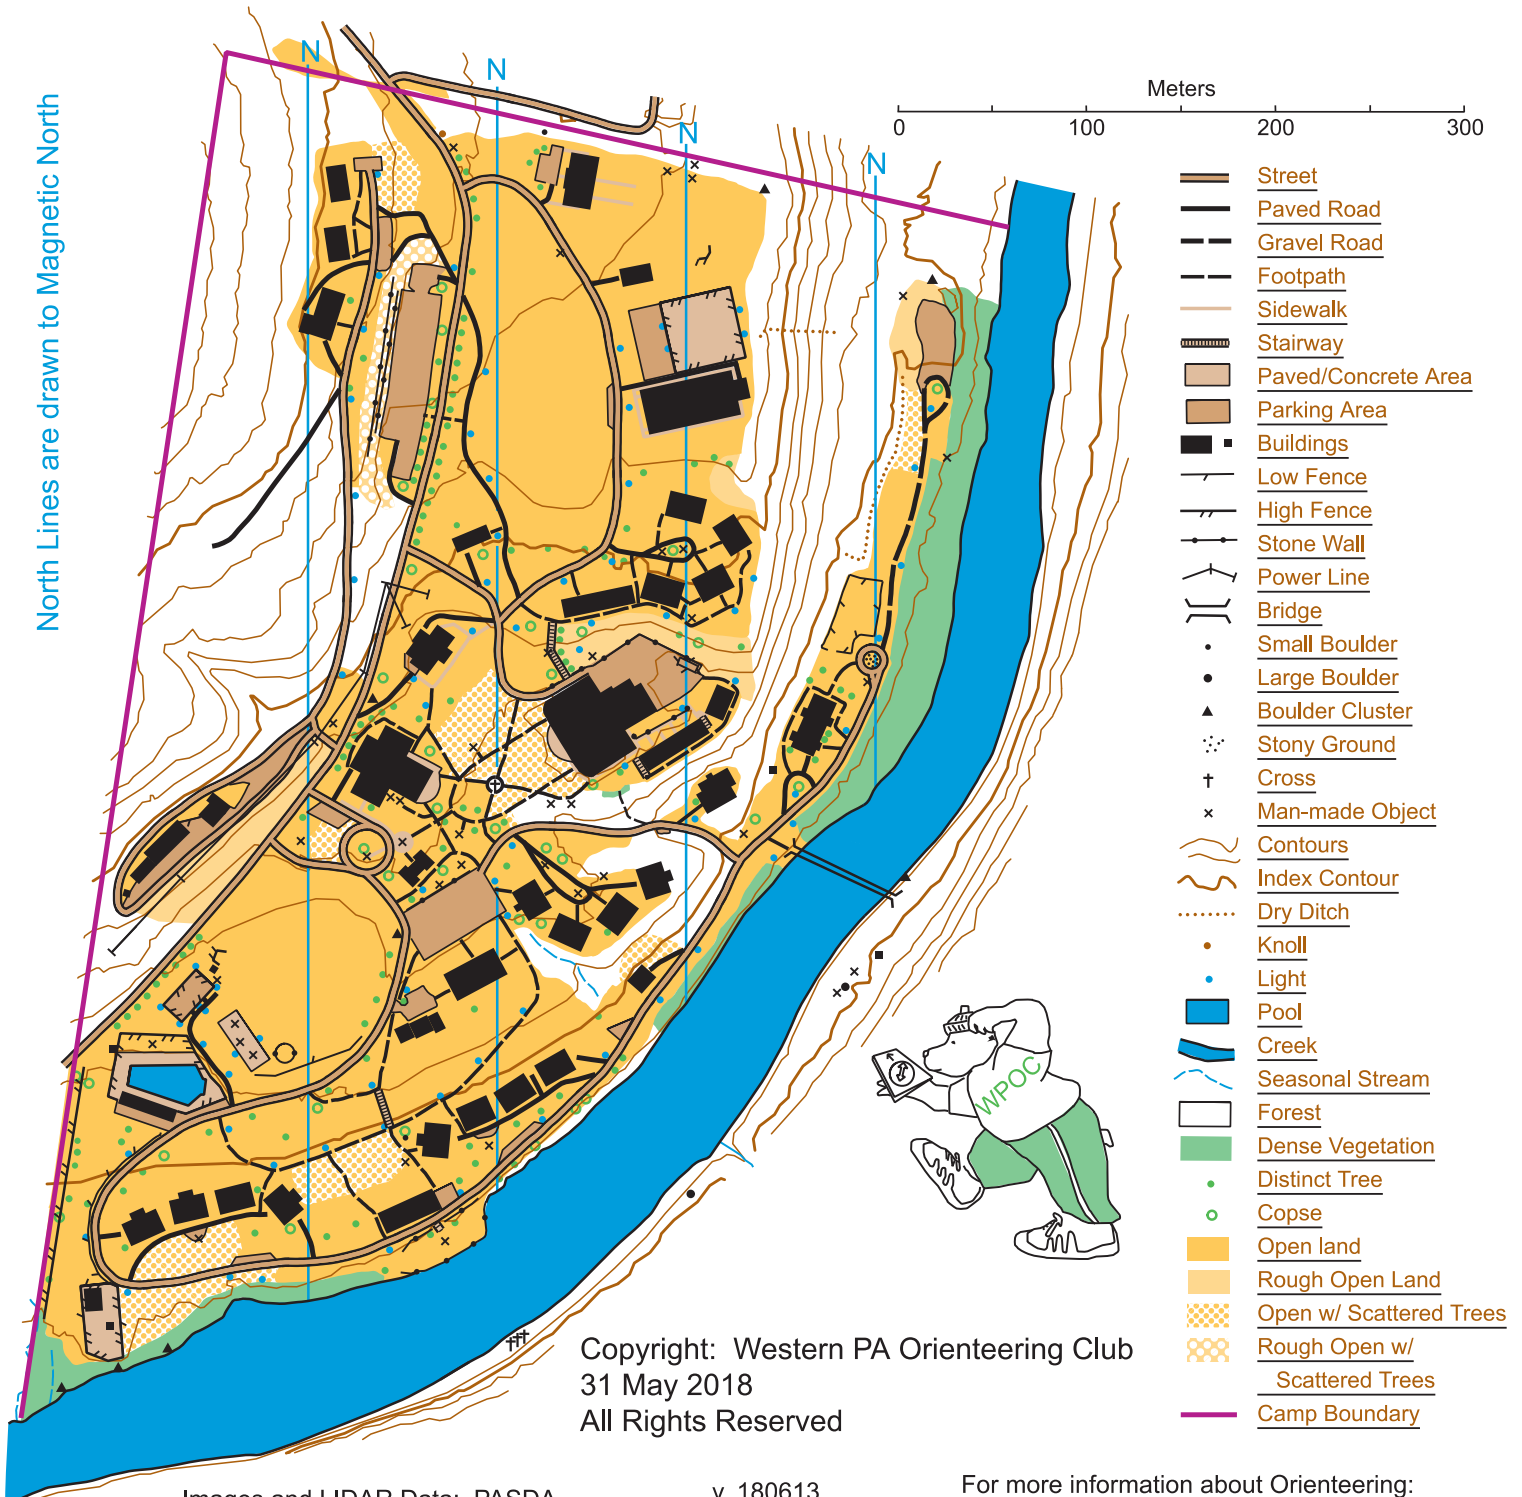 North Lines are drawn to Magnetic North
N
N
N
N
Meters
0 100 200 300
Street
Paved Road
Gravel Road
Footpath
Sidewalk
Stairway
Paved/Concrete Area
Parking Area
Buildings
Low Fence
High Fence
Stone Wall
Power Line
Bridge
Small Boulder
Large Boulder
Boulder Cluster
Stony Ground
Cross
Man-made Object
Contours
Index Contour
Dry Ditch
Knoll
Light
Pool
Creek
Seasonal Stream
Forest
Dense Vegetation
Distinct Tree
Copse
Open land
Rough Open Land
Open w/ Scattered Trees
Rough Open w/
Scattered Trees
Camp Boundary
WPOC
Copyright: Western PA Orienteering Club
31 May 2018
All Rights Reserved
Images and LIDAR Data: PASDA
v. 180613
For more information about Orienteering: